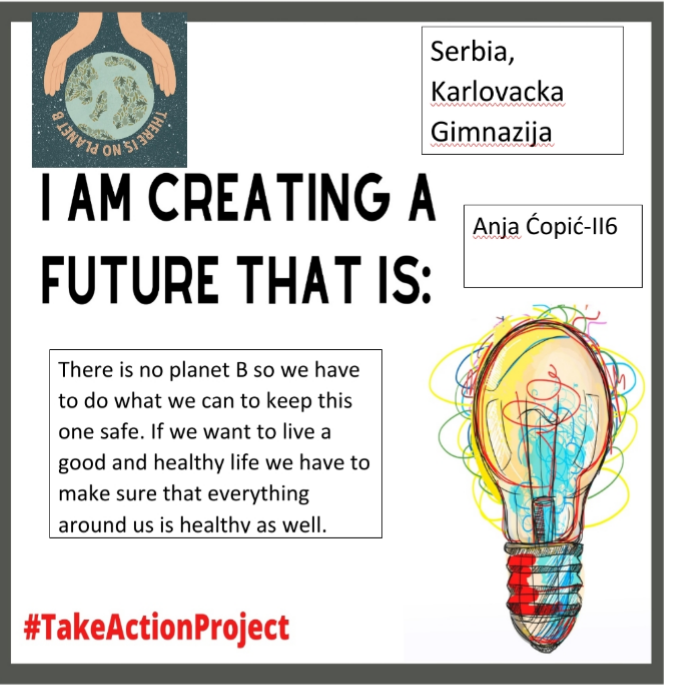 THERE IS NO PLANET B
Serbia,
Karlovacka
Gimnazija
I AM CREATING A
FUTURE THAT IS:
Anja Ćopić-II6
There is no planet B so we have
to do what we can to keep this
one safe. If we want to live a
good and healthy life we have to
make sure that everything
around us is healthy as well.
#TakeActionProject